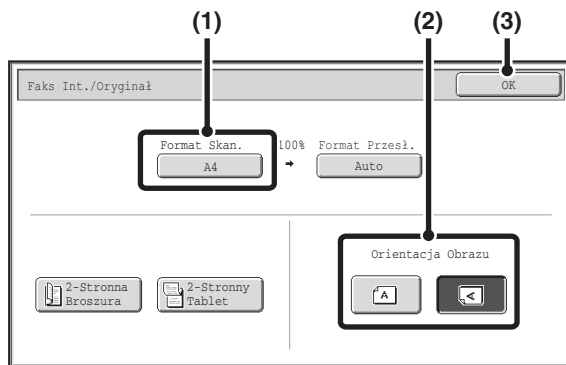 (1) (2) (3)
Faks Int./Oryginał OK
Format Skan. 100% Format Przesł.
A4 → Auto
Orientacja Obrazu
2-Stronna
Broszura
2-Stronny
Tablet
A A